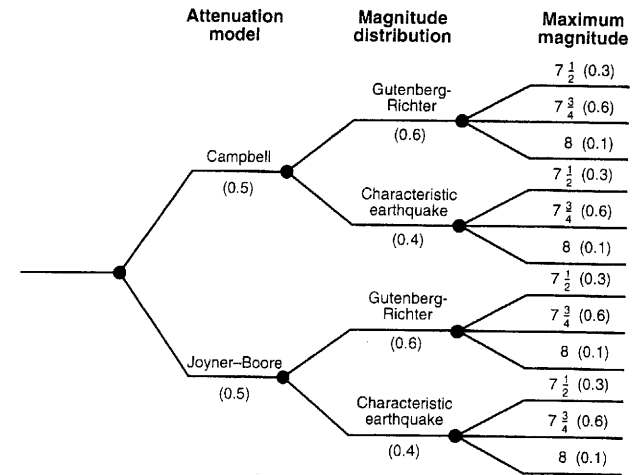 Attenuation
model
Magnitude
distribution
Maximum
magnitude
Campbell
(0.5)
Gutenberg-
Richter
(0.6)
7 1/2 (0.3)
7 3/4 (0.6)
8 (0.1)
Characteristic
earthquake
(0.4)
7 1/2 (0.3)
7 3/4 (0.6)
8 (0.1)
Joyner–Boore
(0.5)
Gutenberg-
Richter
(0.6)
7 1/2 (0.3)
7 3/4 (0.6)
8 (0.1)
Characteristic
earthquake
(0.4)
7 1/2 (0.3)
7 3/4 (0.6)
8 (0.1)